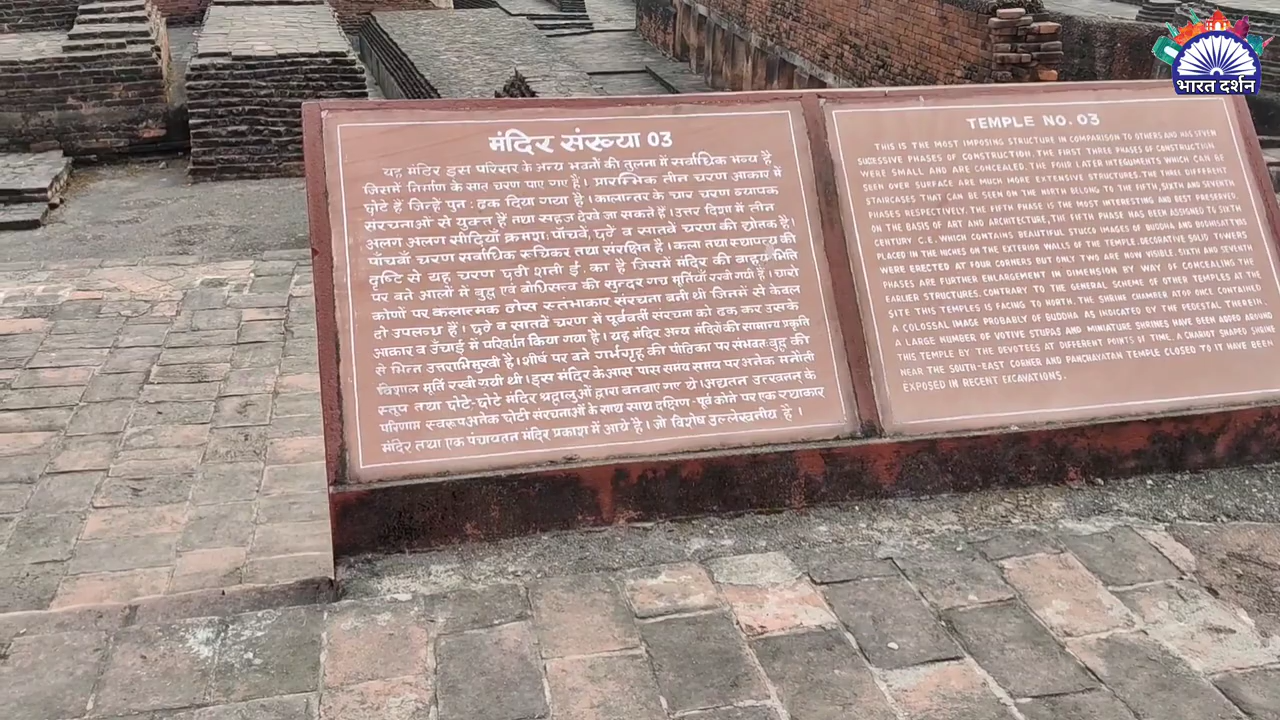 मंदिर संख्या 03
यह मंदिर इस परिसर के अन्य भवनों की तूलना में सर्वाधिक भव्य है,
जिसमें निर्माण के सात चरण पाए गए हैं। प्रारम्भिक तीन चरण आकार में
छोटे हैं जिन्हें पुन: ढ़क दिया गया है। कालान्तर के चार चरण व्यापक
संरचनाओं से युक्त हैं तथा सहज देखे जा सकते हैं। उत्तर दिशा में तीन
अलग अलग सीढ़ियाँ क्रमश: पाँचवें, छ्ठे व सातवें चरण की द्योतक है।
पाँचवाँ चरण सर्वाधिक रूचिकर तथा संरक्षित है। कला तथा स्थापत्य की
दृष्टि से यह चरण छठी शती ई. का है जिसमें मंदिर की बाह्य-भिति
पर बने आलों में बुद्ध एवं बोधिसत्व की सुन्दर गच मूर्तियाँ रखी गयी हैं। चारो
कोणों पर कलात्मक ठोस स्तंभाकार संरचना बनी थी जिनमें से केवल
दो उपलब्ध हैं। छठे व सातवें चरण में पूर्ववर्ती संरचना को ढक कर उसके
आकार व ऊँचाई में परिवर्धन किया गया है। यह मंदिर अन्य मंदिरों की सामान्य प्रकृति
से भिन्न उत्तराभिमुखी है। शीर्ष पर बने गर्भगृह की पीठिका पर संभवत: बुद्ध की
विशाल मूर्ति रखी गयी थी। इस मंदिर के आस पास समय समय पर अनेक मनौती
स्तूप तथा छोटे-छोटे मंदिर श्रद्धालुओं द्वारा बनवाए गए थे। अद्यतन उत्खनन के
परिणाम स्वरूप अनेक छोटी संरचनाओं के साथ साथ दक्षिण-पूर्व कोने पर एक रथाकार
मंदिर तथा एक पंचायतन मंदिर प्रकाश में आये है। जो विशेष उल्लेखनीय हैं।
TEMPLE NO. 03
THIS IS THE MOST IMPOSING STRUCTURE IN COMPARISON TO OTHERS AND HAS SEVEN
SUCESSIVE PHASES OF CONSTRUCTION. THE FIRST THREE PHASES OF CONSTRUCTION
WERE SMALL AND ARE CONCEALED. THE FOUR LATER INTEGUMENTS WHICH CAN BE
SEEN OVER SURFACE ARE MUCH MORE EXTENSIVE STRUCTURES. THE THREE DIFFERENT
STAIRCASES THAT CAN BE SEEN ON THE NORTH BELONG TO THE FIFTH, SIXTH AND SEVENTH
PHASES RESPECTIVELY. THE FIFTH PHASE IS THE MOST INTERESTING AND BEST PRESERVED.
ON THE BASIS OF ART AND ARCHITECTURE, THE FIFTH PHASE HAS BEEN ASSIGNED TO SIXTH
CENTURY C.E. WHICH CONTAINS BEAUTIFUL STUCCO IMAGES OF BUDDHA AND BODHISATTVAS
PLACED IN THE NICHES ON THE EXTERIOR WALLS OF THE TEMPLE. DECORATIVE SOLID TOWERS
WERE ERECTED AT FOUR CORNERS BUT ONLY TWO ARE NOW VISIBLE. SIXTH AND SEVENTH
PHASES ARE FURTHER ENLARGEMENT IN DIMENSION BY WAY OF CONCEALING THE
EARLIER STRUCTURES. CONTRARY TO THE GENERAL SCHEME OF OTHER TEMPLES AT THE
SITE THIS TEMPLES IS FACING TO NORTH. THE SHRINE CHAMBER ATOP ONCE CONTAINED
A COLOSSAL IMAGE PROBABLY OF BUDDHA AS INDICATED BY THE PEDESTAL THEREIN.
A LARGE NUMBER OF VOTIVE STUPAS AND MINIATURE SHRINES HAVE BEEN ADDED AROUND
THIS TEMPLE BY THE DEVOTEES AT DIFFERENT POINTS IF TIME. A CHARIOT SHAPED SHRINE
NEAR THE SOUTH-EAST CORNER AND PANCHAYATAN TEMPLE CLOSED TO IT HAVE BEEN
EXPOSED IN RECENT EXCAVATIONS.
भारत दर्शन